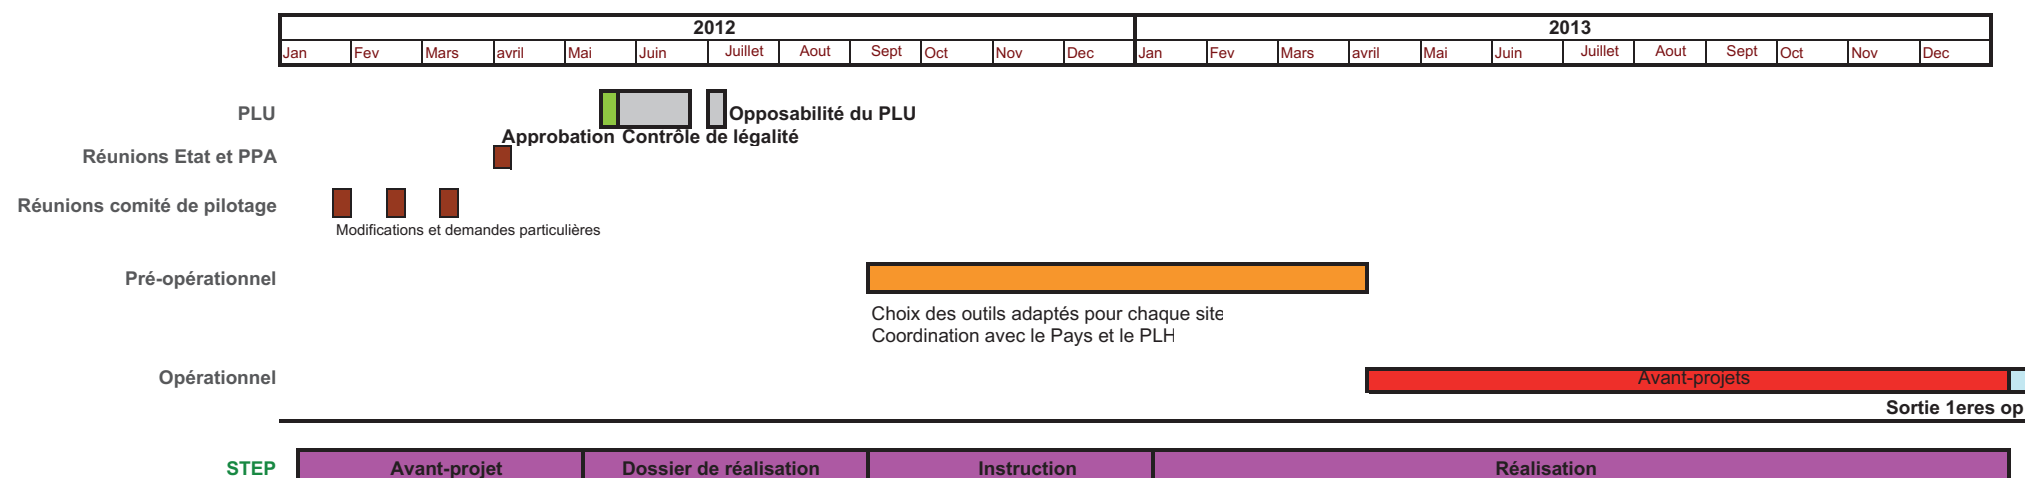 2012 2013
Jan Fev Mars avril Mai Juin Juillet Aout Sept Oct Nov Dec Jan Fev Mars avril Mai Juin Juillet Aout Sept Oct Nov Dec
PLU Opposabilité du PLU
Approbation Contrôle de légalité
Réunions Etat et PPA
Réunions comité de pilotage
Modifications et demandes particulières
Pré-opérationnel
Choix des outils adaptés pour chaque site
Coordination avec le Pays et le PLH
Opérationnel Avant-projets
Sortie 1eres op
STEP Avant-projet Dossier de réalisation Instruction Réalisation